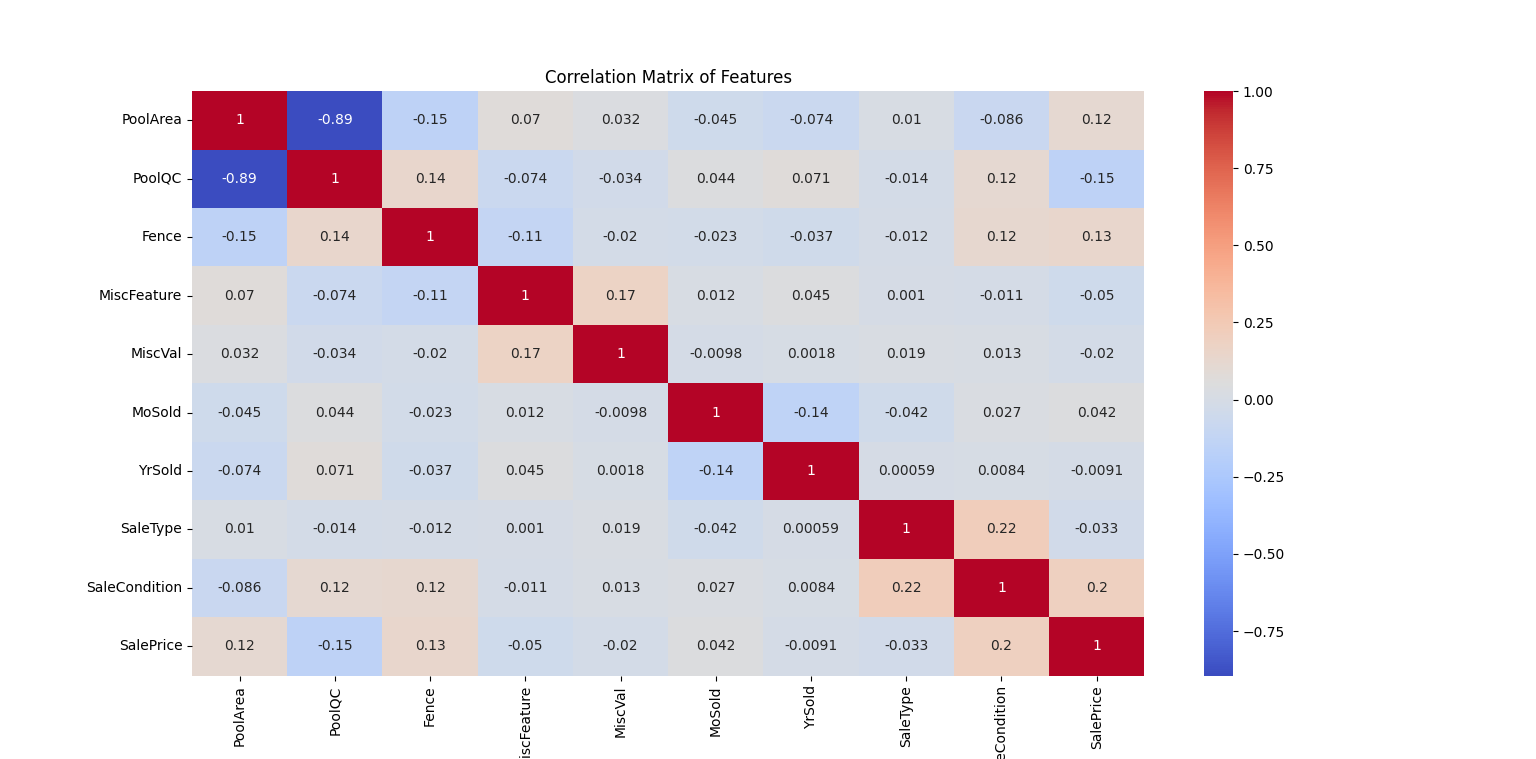 Correlation Matrix of Features
PoolArea 1 -0.89 -0.15 0.07 0.032 -0.045 -0.074 0.01 -0.086 0.12
PoolQC -0.89 1 0.14 -0.074 -0.034 0.044 0.071 -0.014 0.12 -0.15
Fence -0.15 0.14 1 -0.11 -0.02 -0.023 -0.037 -0.012 0.12 0.13
MiscFeature 0.07 -0.074 -0.11 1 0.17 0.012 0.045 0.001 -0.011 -0.05
MiscVal 0.032 -0.034 -0.02 0.17 1 -0.0098 0.0018 0.019 0.013 -0.02
MoSold -0.045 0.044 -0.023 0.012 -0.0098 1 -0.14 -0.042 0.027 0.042
YrSold -0.074 0.071 -0.037 0.045 0.0018 -0.14 1 0.00059 0.0084 -0.0091
SaleType 0.01 -0.014 -0.012 0.001 0.019 -0.042 0.00059 1 0.22 -0.033
SaleCondition -0.086 0.12 0.12 -0.011 0.013 0.027 0.0084 0.22 1 0.2
SalePrice 0.12 -0.15 0.13 -0.05 -0.02 0.042 -0.0091 -0.033 0.2 1
PoolArea
PoolQC
Fence
iscFeature
MiscVal
MoSold
YrSold
SaleType
eCondition
SalePrice
1.00
0.75
0.50
0.25
0.00
−0.25
−0.50
−0.75